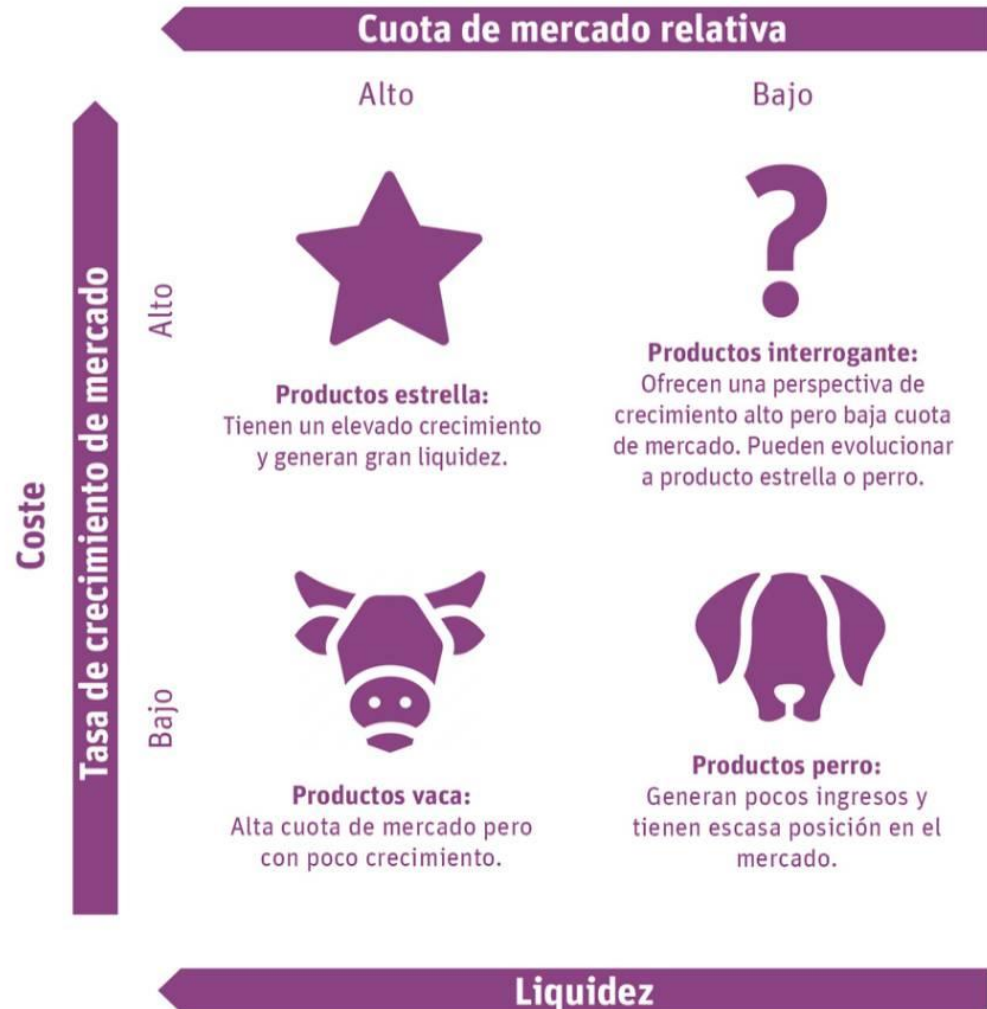 Cuota de mercado relativa
Alto
Bajo
Coste
Tasa de crecimiento de mercado
Alto
?
Productos estrella:
Tienen un elevado crecimiento
y generan gran liquidez.
Productos interrogante:
Ofrecen una perspectiva de
crecimiento alto pero baja cuota
de mercado. Pueden evolucionar
a producto estrella o perro.
Bajo
Productos vaca:
Alta cuota de mercado pero
con poco crecimiento.
Productos perro:
Generan pocos ingresos y
tienen escasa posición en el
mercado.
Liquidez